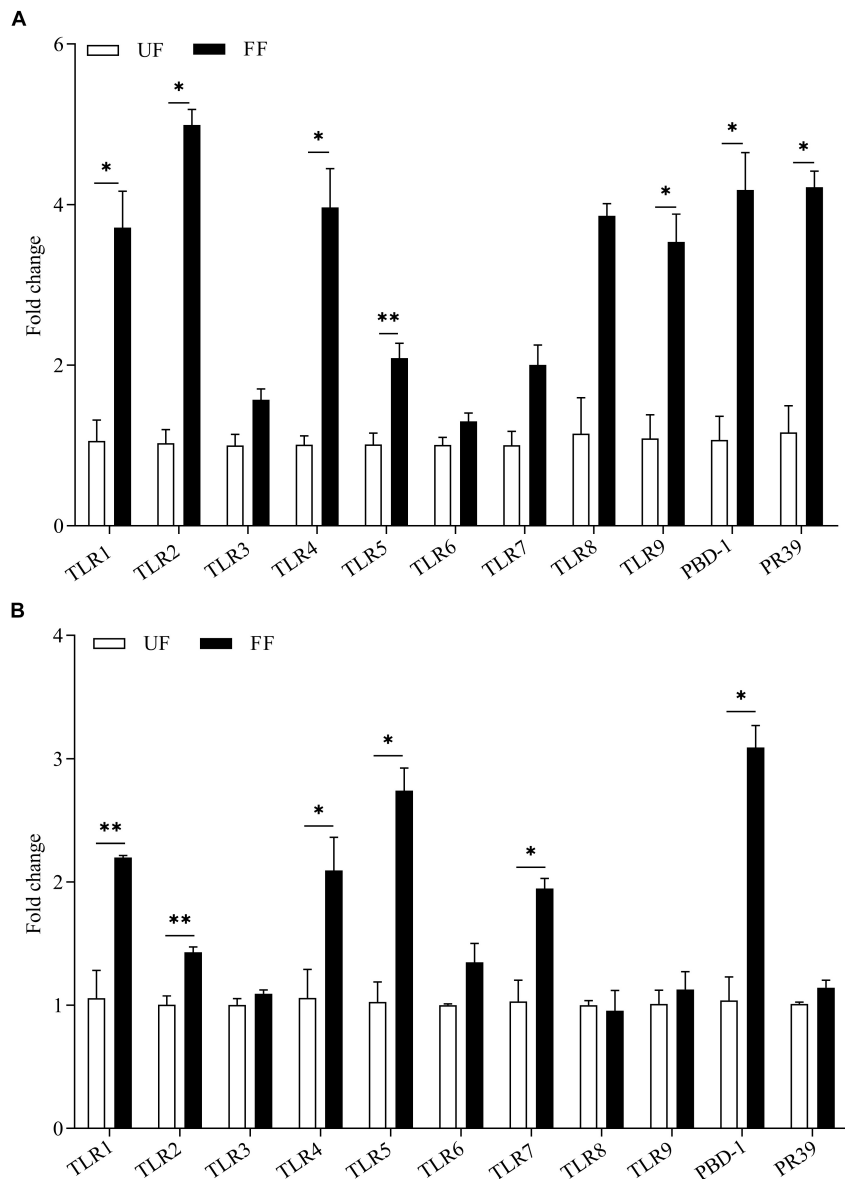 A
UF FF
6
4
2
0
Fold change
* * * ** * * *
TLR1 TLR2 TLR3 TLR4 TLR5 TLR6 TLR7 TLR8 TLR9 PBD-1 PR39
B
UF FF
4
3
2
1
0
Fold change
** ** * * * *
TLR1 TLR2 TLR3 TLR4 TLR5 TLR6 TLR7 TLR8 TLR9 PBD-1 PR39